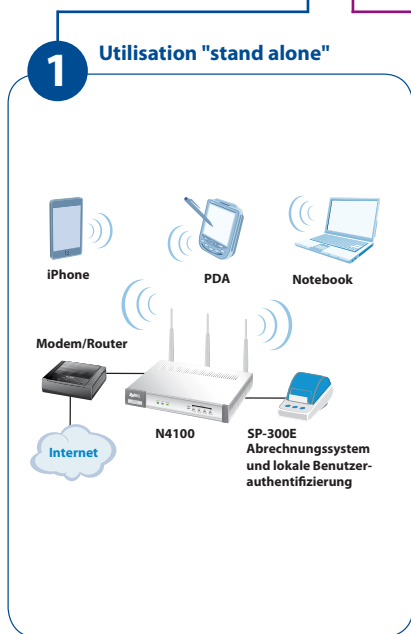 1
Utilisation "stand alone"
iPhone
PDA
Notebook
Modem/Router
Internet
N4100
SP-300E
Abrechnungssystem
und lokale Benutzer-
authentifizierung